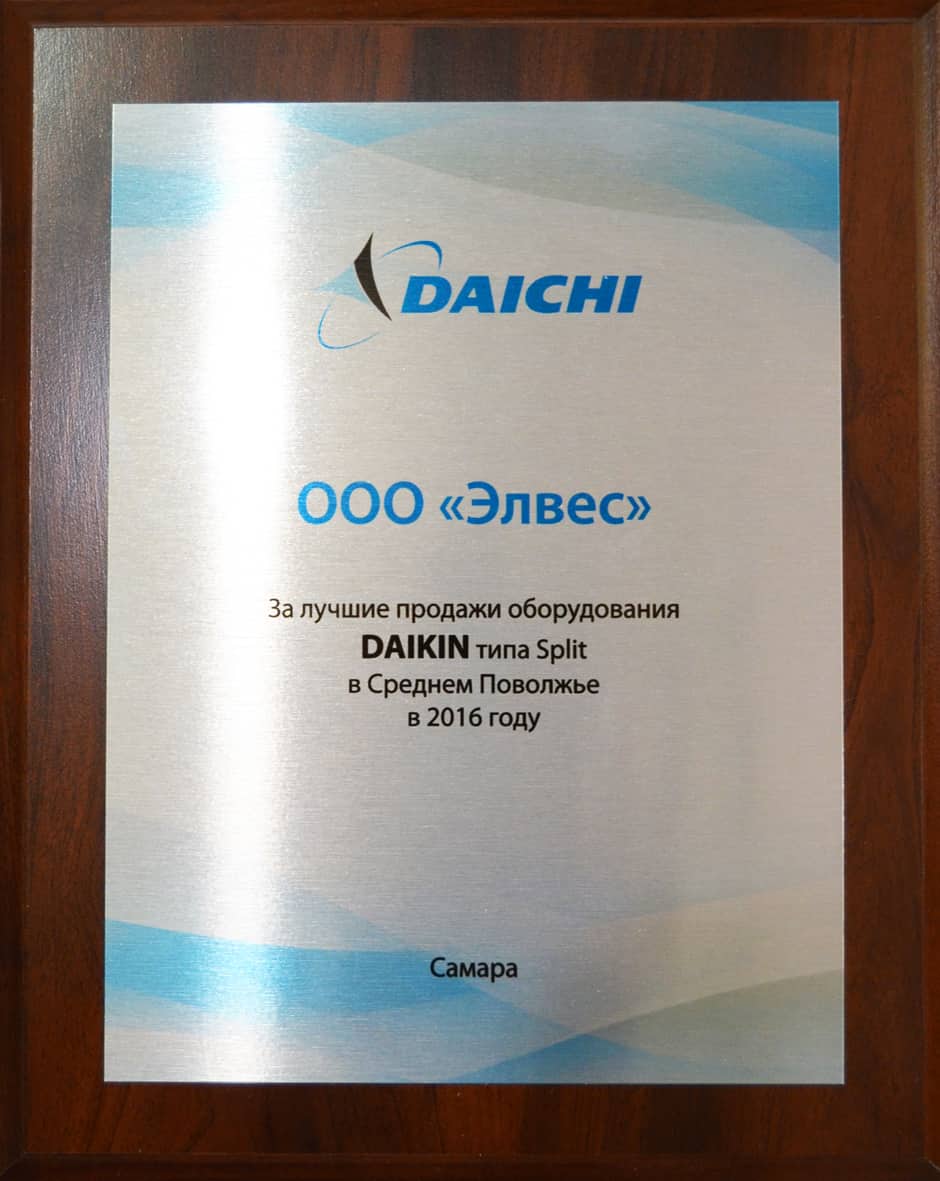 DAICHI
ООО «Элвес»
За лучшие продажи оборудования
DAIKIN типа Split
в Среднем Поволжье
в 2016 году
Самара